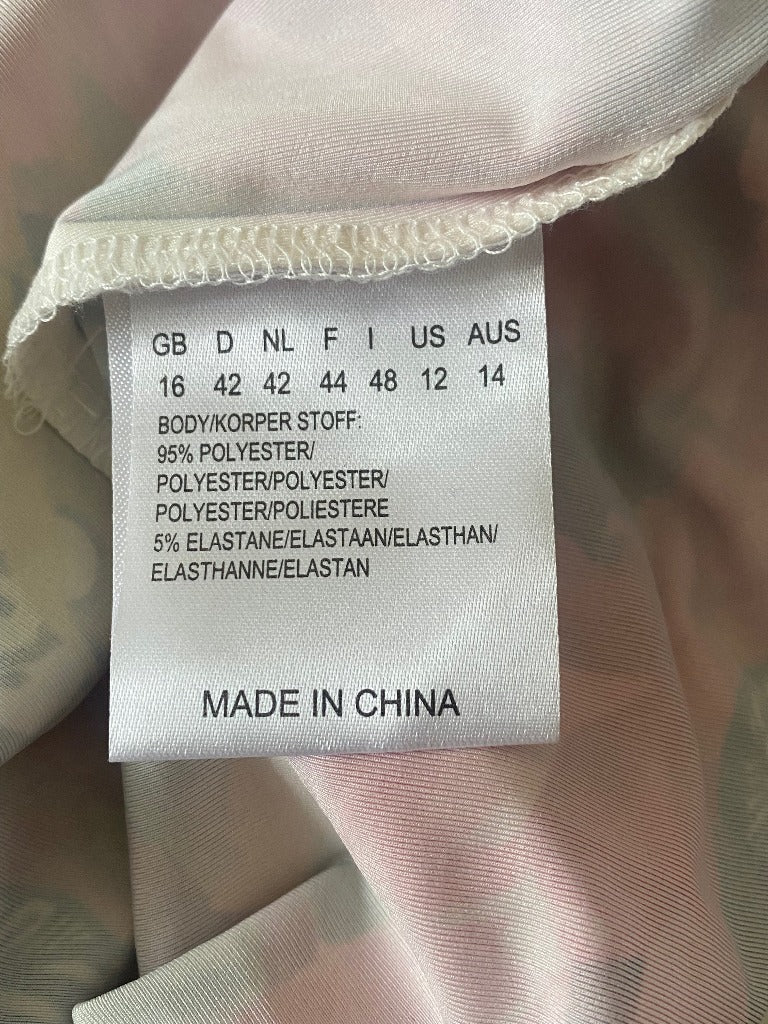 GB D NL F I US AUS
16 42 42 44 48 12 14
BODY/KORPER STOFF:
95% POLYESTER/
POLYESTER/POLYESTER/
POLYESTER/POLIESTERE
5% ELASTANE/ELASTAAN/ELASTHAN/
ELASTHANNE/ELASTAN
MADE IN CHINA